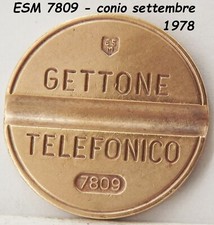 ESM 7809 - conio settembre
1978
GETTONE
TELEFONICO
7809